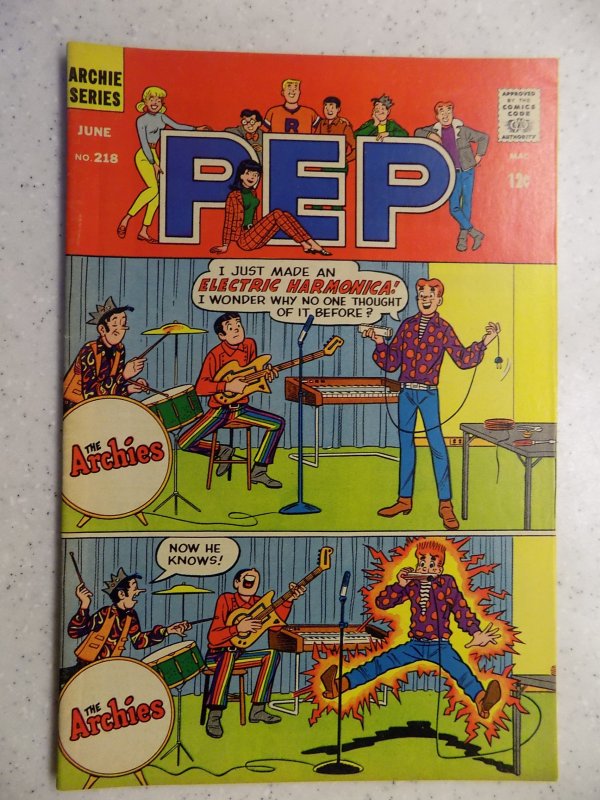 ARCHIE
SERIES
JUNE
NO. 218
APPROVED
BY THE
COMICS
CODE
AUTHORITY
MAC
12¢
R
PEP
I JUST MADE AN
ELECTRIC HARMONICA!
I WONDER WHY NO ONE THOUGHT
OF IT BEFORE?
THE
Archies
NOW HE
KNOWS!
THE
Archies